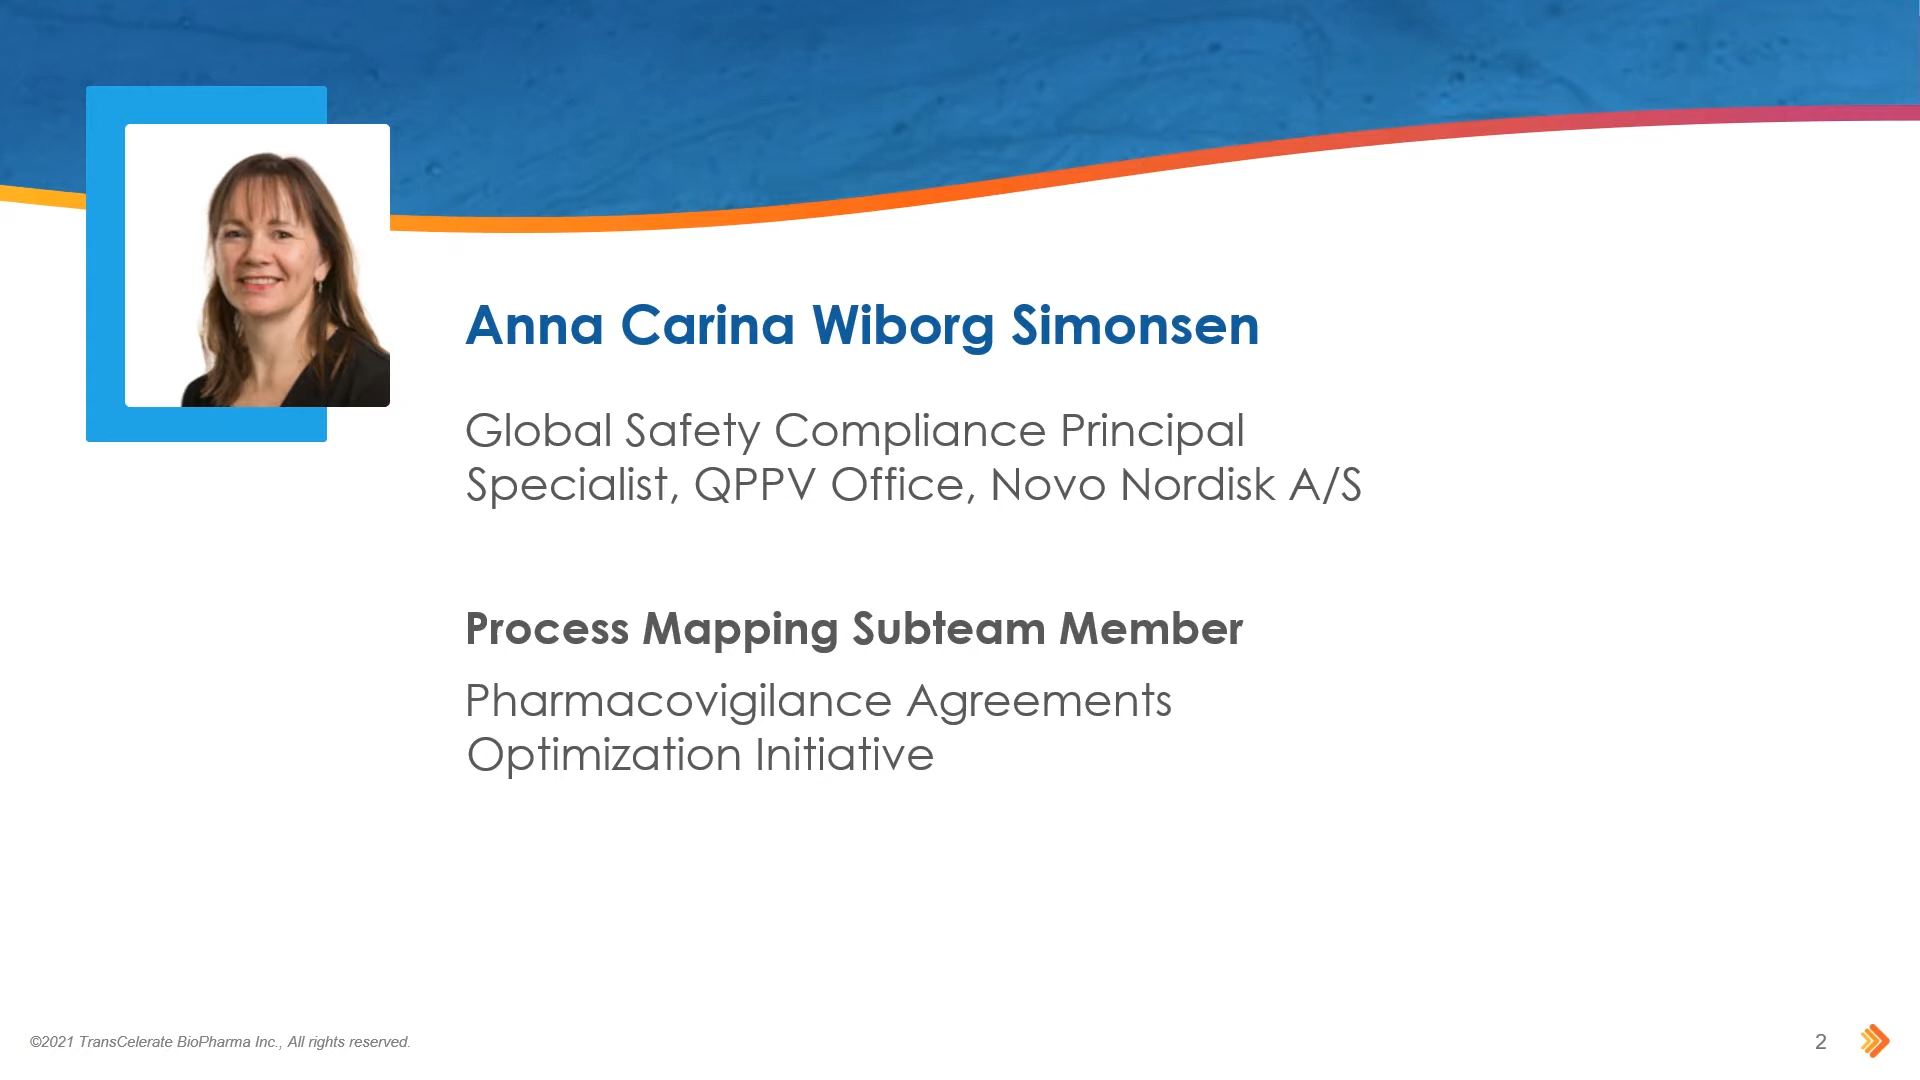 Anna Carina Wiborg Simonsen
Global Safety Compliance Principal
Specialist, QPPV Office, Novo Nordisk A/S
Process Mapping Subteam Member
Pharmacovigilance Agreements
Optimization Initiative
©2021 TransCelerate BioPharma Inc., All rights reserved.
2